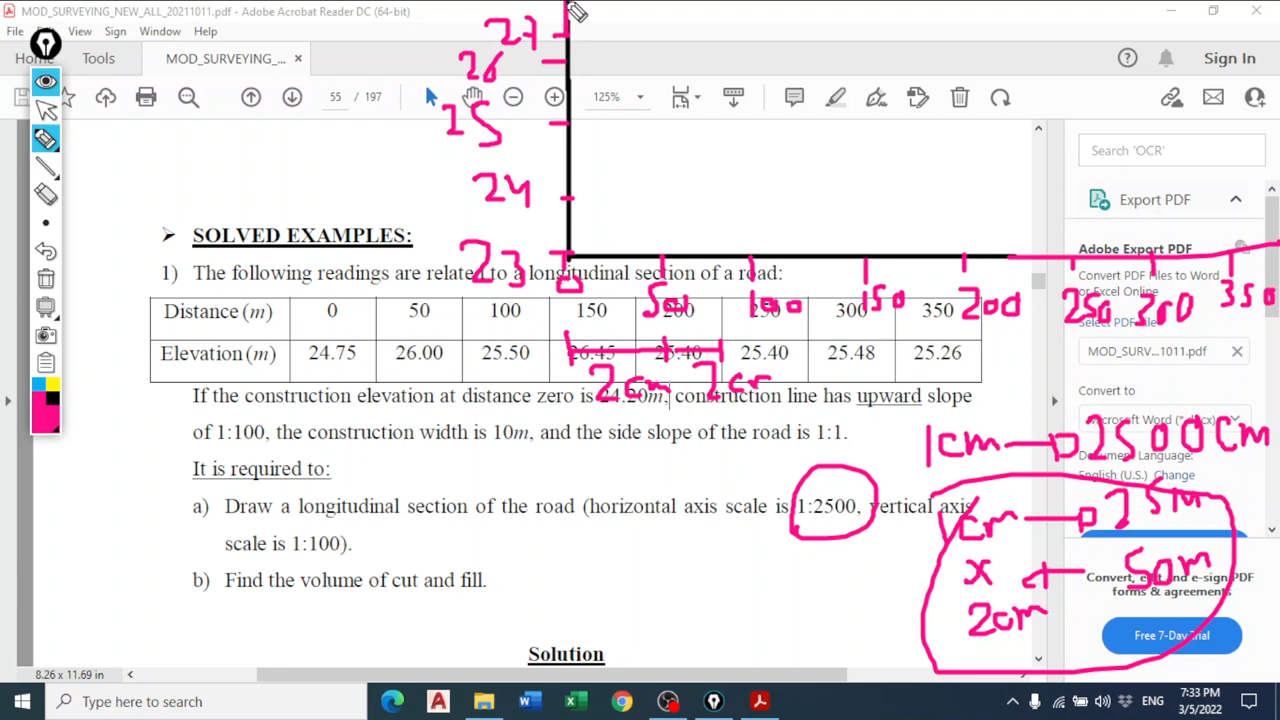 MOD_SURVEYING_NEW_ALL_20211011.pdf - Adobe Acrobat Reader DC (64-bit)
File View Sign Window Help
Tools MOD_SURVEYING_... × Sign In
55 / 197 125%
27
26
25
24
23
0 50 100 150 200 250 300 350
➢ SOLVED EXAMPLES:
1) The following readings are related to a longitudinal section of a road:
Distance (m) 0 50 100 150 200 250 300 350
Elevation (m) 24.75 26.00 25.50 26.45 25.40 25.40 25.48 25.26
2cm 2cm
If the construction elevation at distance zero is 24.20m, construction line has upward slope
of 1:100, the construction width is 10m, and the side slope of the road is 1:1.
It is required to:
a) Draw a longitudinal section of the road (horizontal axis scale is 1:2500, vertical axis
scale is 1:100).
b) Find the volume of cut and fill.
Solution
1cm 2500cm
1cm 25m
x 50m
2cm
Search 'OCR'
Export PDF
Adobe Export PDF
Convert PDF Files to Word
or Excel Online
Select PDF File
MOD_SURV...1011.pdf ×
Convert to
Microsoft Word (*.docx)
Document Language:
English (U.S.) Change
Convert, edit and e-sign PDF
forms & agreements
Free 7-Day Trial
8.26 x 11.69 in
Type here to search
ENG
7:33 PM
3/5/2022